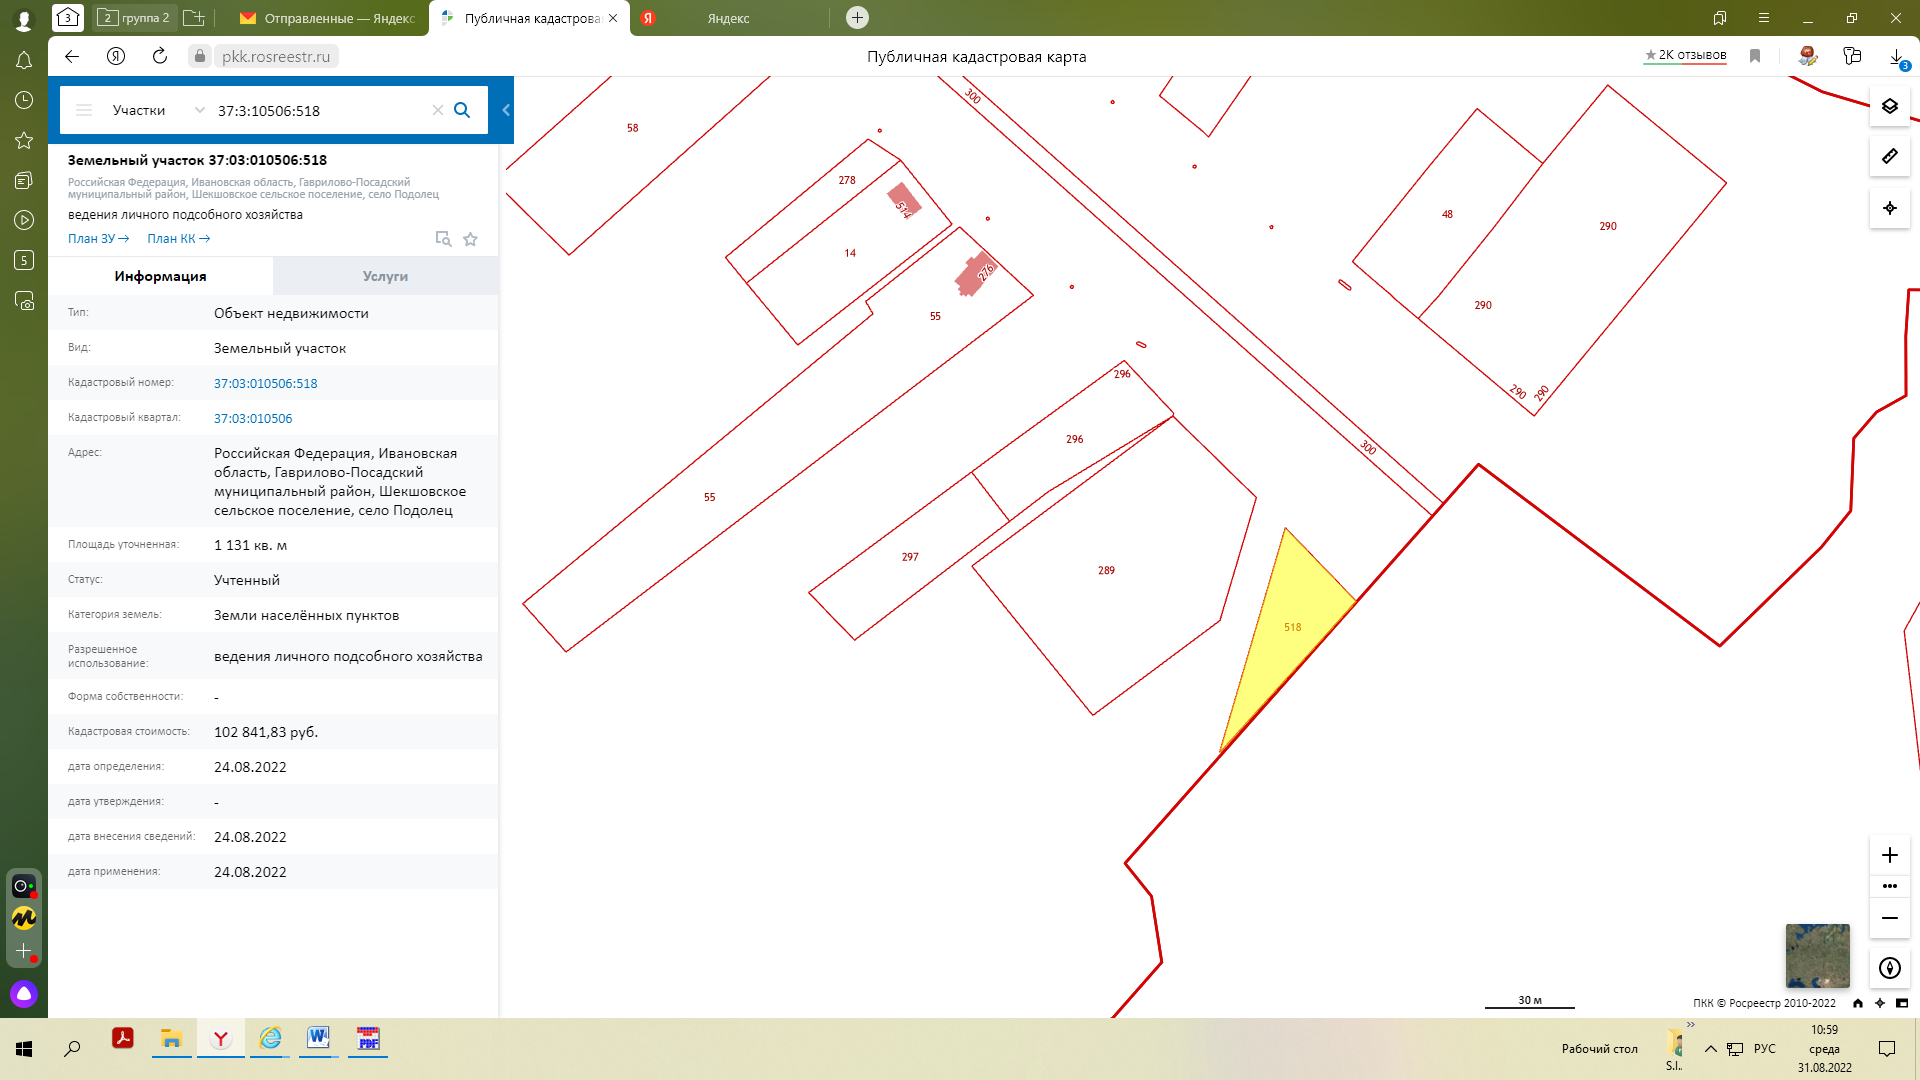 3
2 группа 2
Отправленные — Яндекс
Публичная кадастрова
Я
Яндекс
Я
pkk.rosreestr.ru
Публичная кадастровая карта
2К отзывов
3
Участки
37:3:10506:518
Земельный участок 37:03:010506:518
Российская Федерация, Ивановская область, Гаврилово-Посадский
муниципальный район, Шекшовское сельское поселение, село Подолец
ведения личного подсобного хозяйства
План ЗУ →
План КК →
5
Информация
Услуги
Тип:
Объект недвижимости
Вид:
Земельный участок
Кадастровый номер:
37:03:010506:518
Кадастровый квартал:
37:03:010506
Адрес:
Российская Федерация, Ивановская
область, Гаврилово-Посадский
муниципальный район, Шекшовское
сельское поселение, село Подолец
Площадь уточненная:
1 131 кв. м
Статус:
Учтенный
Категория земель:
Земли населённых пунктов
Разрешенное
использование:
ведения личного подсобного хозяйства
Форма собственности:
-
Кадастровая стоимость:
102 841,83 руб.
дата определения:
24.08.2022
дата утверждения:
-
дата внесения сведений:
24.08.2022
дата применения:
24.08.2022
300
58
278
514
14
276
55
48
290
290
290
290
296
296
300
55
297
289
518
30 м
ПКК © Росреестр 2010-2022
W
PDF
Рабочий стол
S.I..
РУС
10:59
среда
31.08.2022